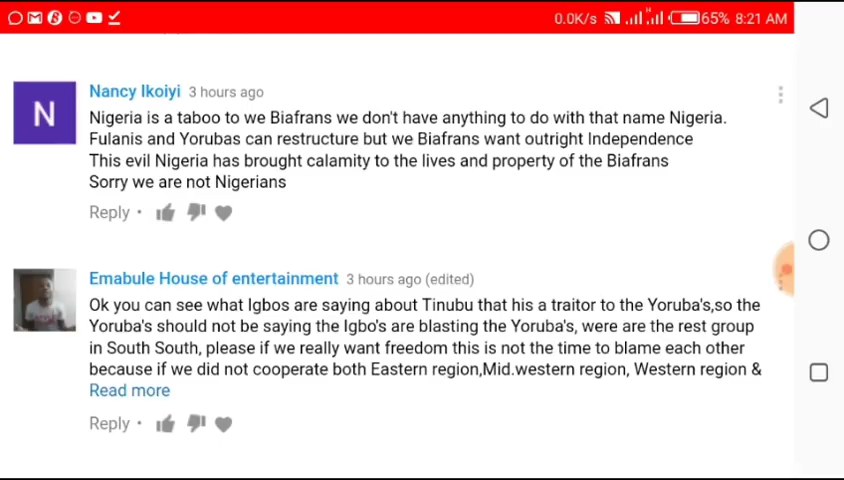 0.0K/s 65% 8:21 AM
N
Nancy Ikoiyi 3 hours ago
Nigeria is a taboo to we Biafrans we don't have anything to do with that name Nigeria.
Fulanis and Yorubas can restructure but we Biafrans want outright Independence
This evil Nigeria has brought calamity to the lives and property of the Biafrans
Sorry we are not Nigerians
Reply •
Emabule House of entertainment 3 hours ago (edited)
Ok you can see what Igbos are saying about Tinubu that his a traitor to the Yoruba's,so the
Yoruba's should not be saying the Igbo's are blasting the Yoruba's, were are the rest group
in South South, please if we really want freedom this is not the time to blame each other
because if we did not cooperate both Eastern region,Mid.western region, Western region &
Read more
Reply •